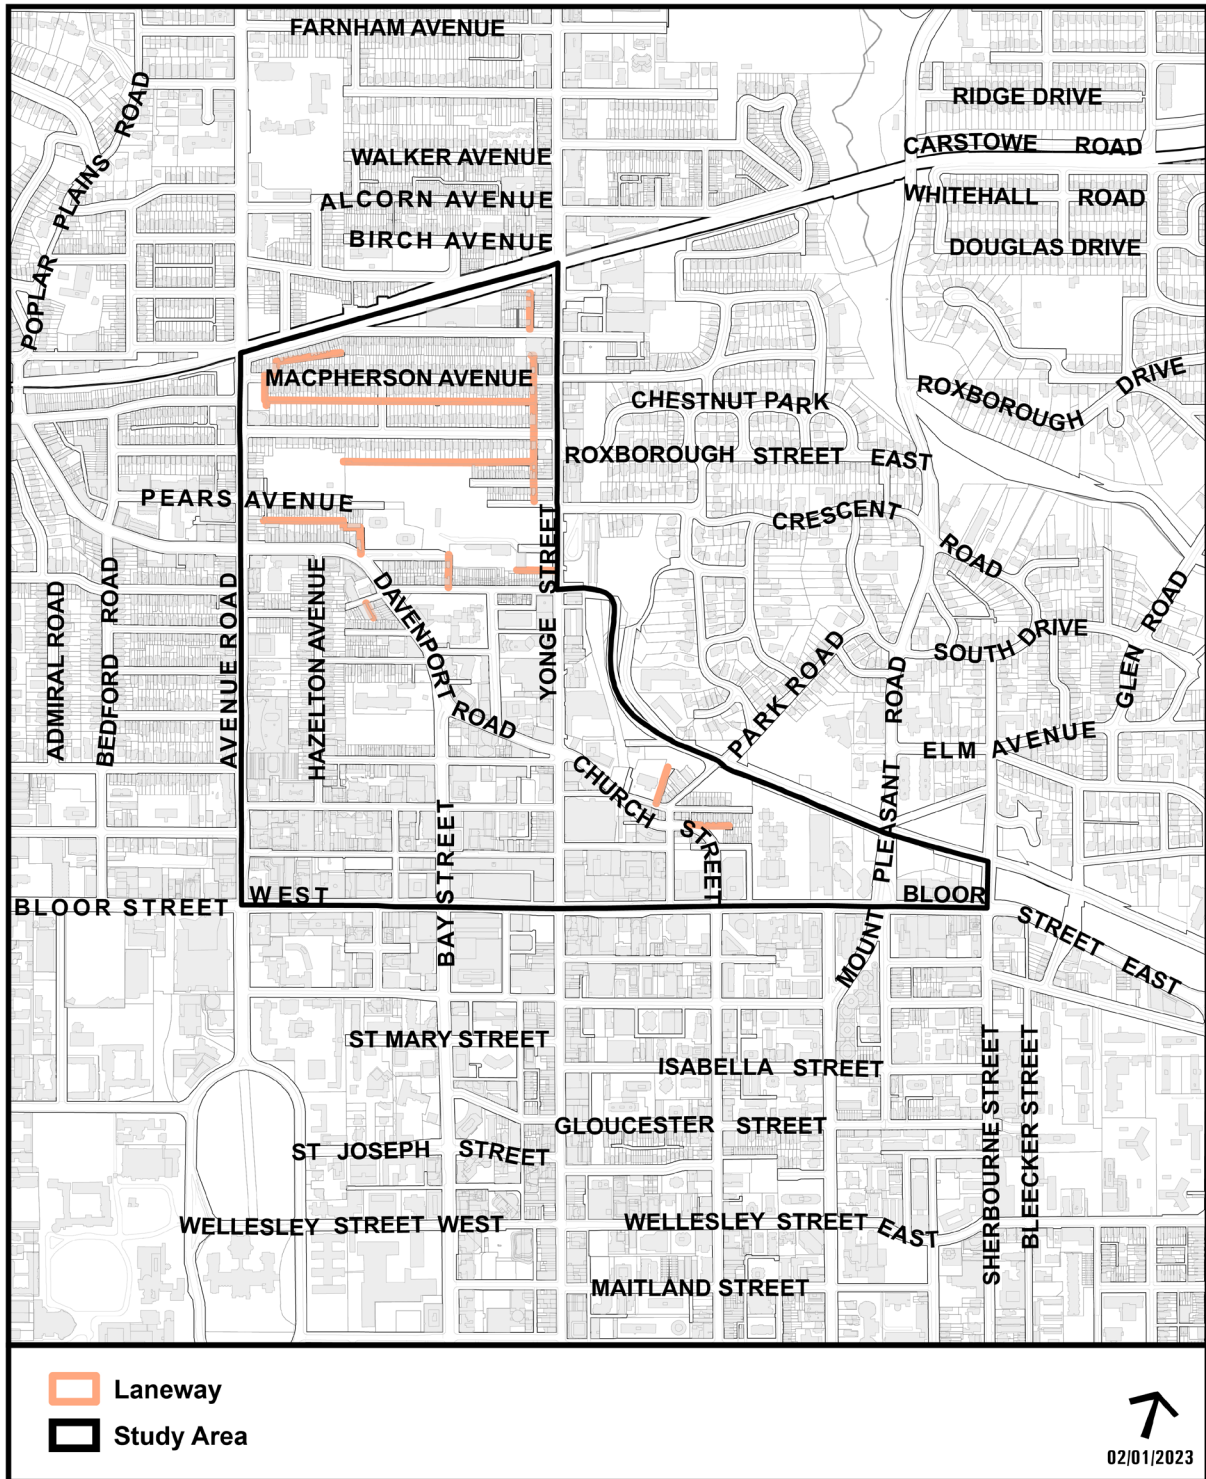 FARNHAM AVENUE
RIDGE DRIVE
POPLAR PLAINS ROAD
CARSTOWE ROAD
WALKER AVENUE
WHITEHALL ROAD
ALCORN AVENUE
BIRCH AVENUE
DOUGLAS DRIVE
MACPHERSON AVENUE
CHESTNUT PARK
ROXBOROUGH DRIVE
ROXBOROUGH STREET EAST
PEARS AVENUE
CRESCENT ROAD
ADMIRAL ROAD
BEDFORD ROAD
AVENUE ROAD
HAZELTON AVENUE
DAVENPORT ROAD
YONGE STREET
SOUTH DRIVE
GLEN ROAD
PARK ROAD
ELM AVENUE
MOUNT PLEASANT ROAD
CHURCH STREET
BAY STREET
BLOOR STREET WEST
BLOOR STREET EAST
ST MARY STREET
ISABELLA STREET
SHERBOURNE STREET
BLEECKER STREET
GLOUCESTER STREET
ST JOSEPH STREET
WELLESLEY STREET WEST
WELLESLEY STREET EAST
MAITLAND STREET
Laneway
Study Area
02/01/2023